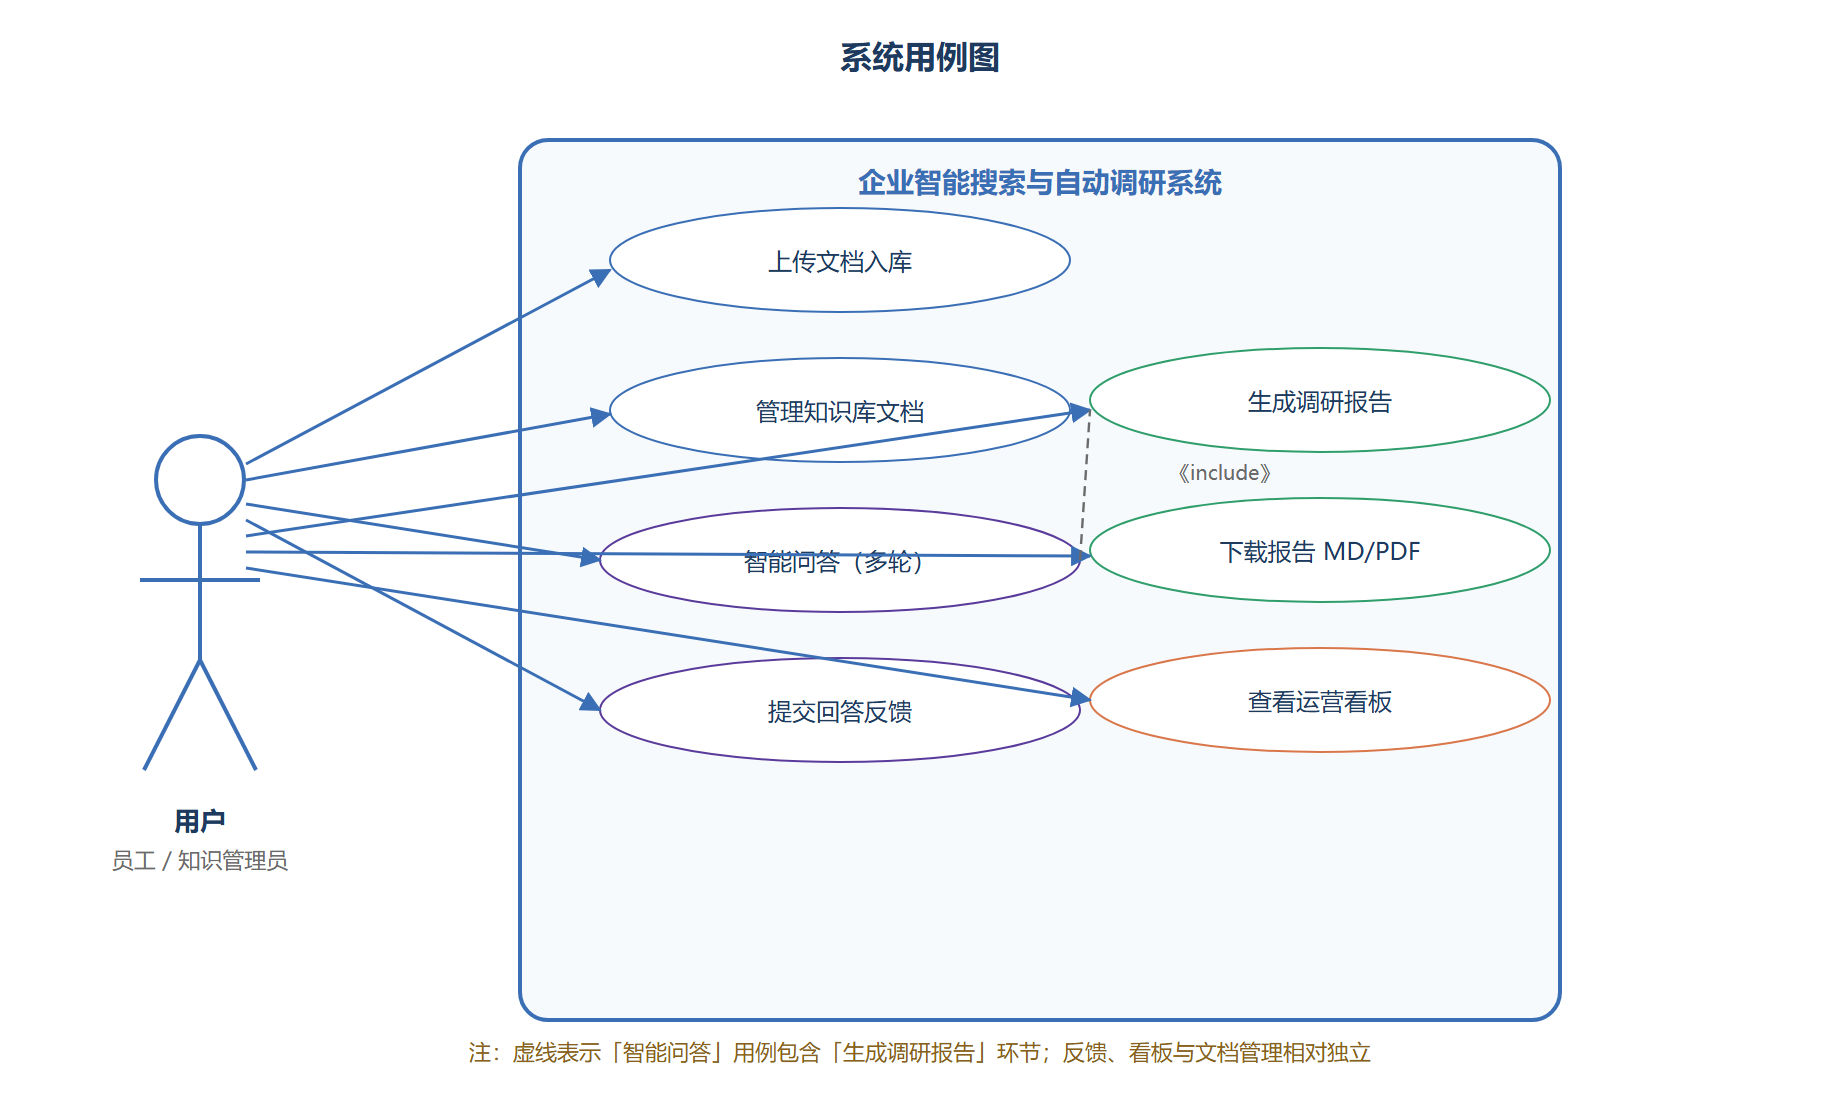 系统用例图
企业智能搜索与自动调研系统
上传文档入库
管理知识库文档
生成调研报告
《include》
智能问答（多轮）
下载报告 MD/PDF
提交回答反馈
查看运营看板
用户
员工 / 知识管理员
注：虚线表示「智能问答」用例包含「生成调研报告」环节；反馈、看板与文档管理相对独立